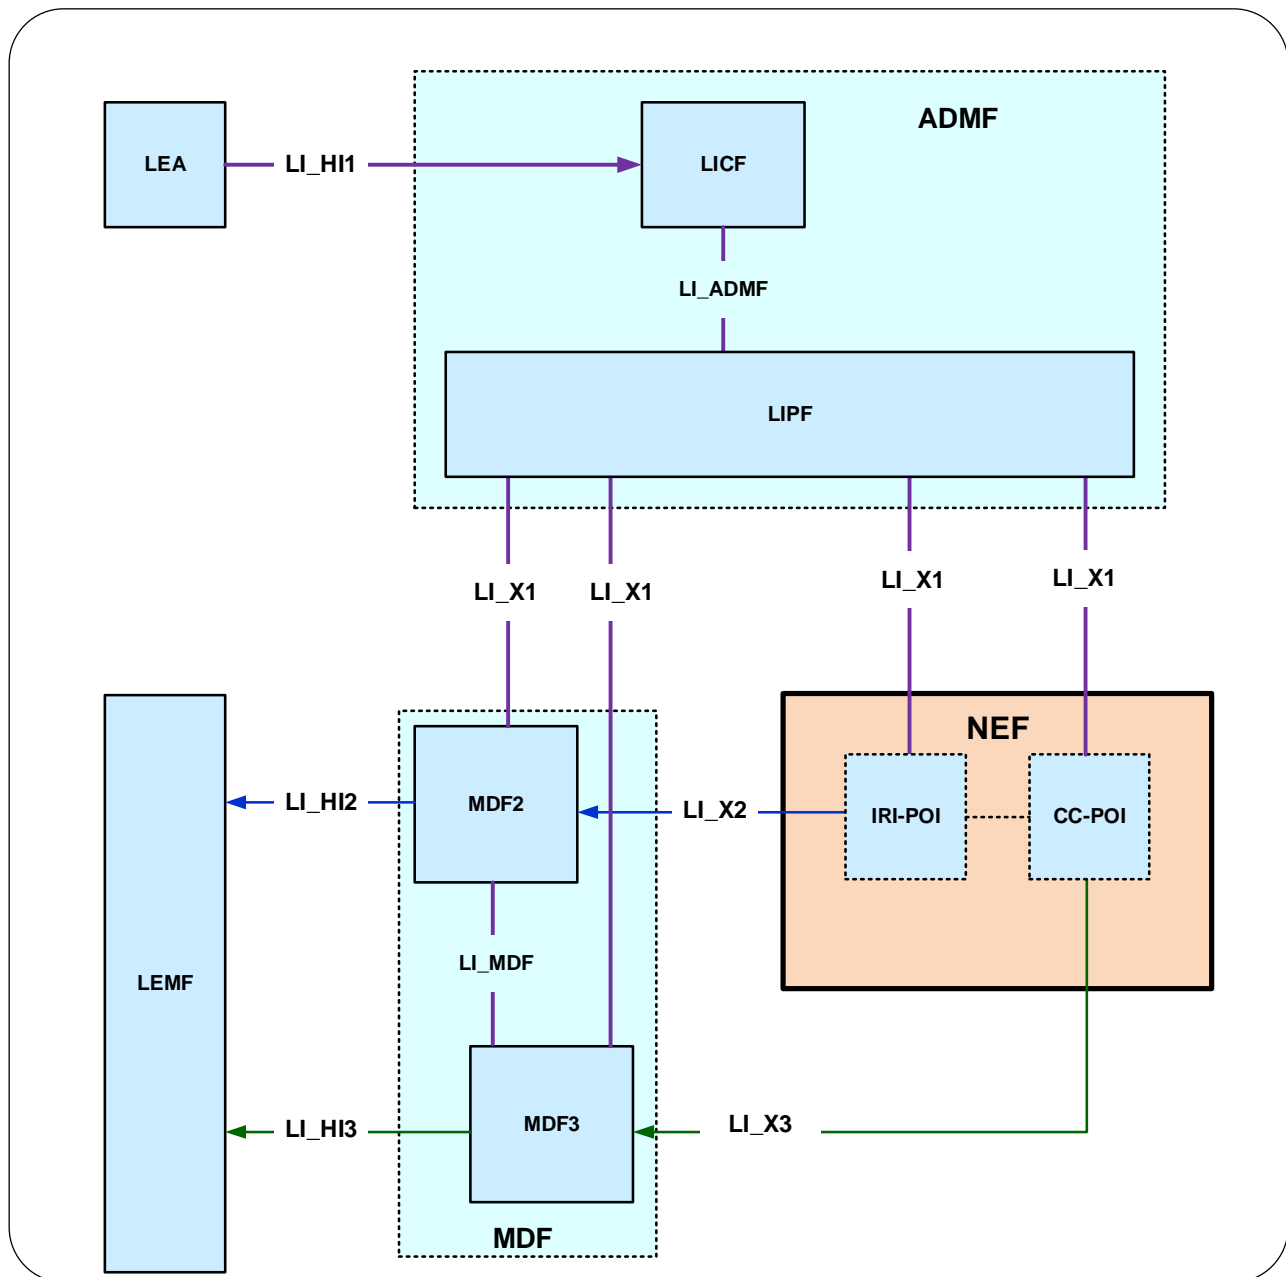 ADMF
LEA
LI_HI1
LICF
LI_ADMF
LIPF
LI_X1
LI_X1
LI_X1
LI_X1
NEF
LI_HI2
MDF2
LI_X2
IRI-POI
CC-POI
LI_MDF
LEMF
LI_HI3
MDF3
LI_X3
MDF